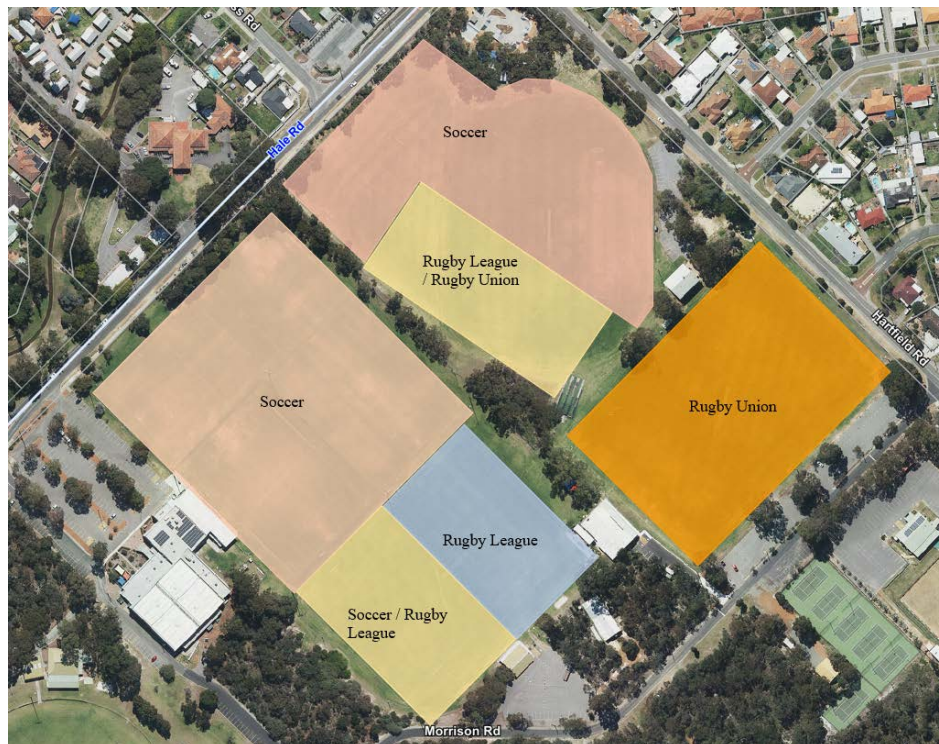 Hale Rd
Soccer
Rugby League
/ Rugby Union
Hartfield Rd
Soccer
Rugby Union
Rugby League
Soccer / Rugby
League
Morrison Rd